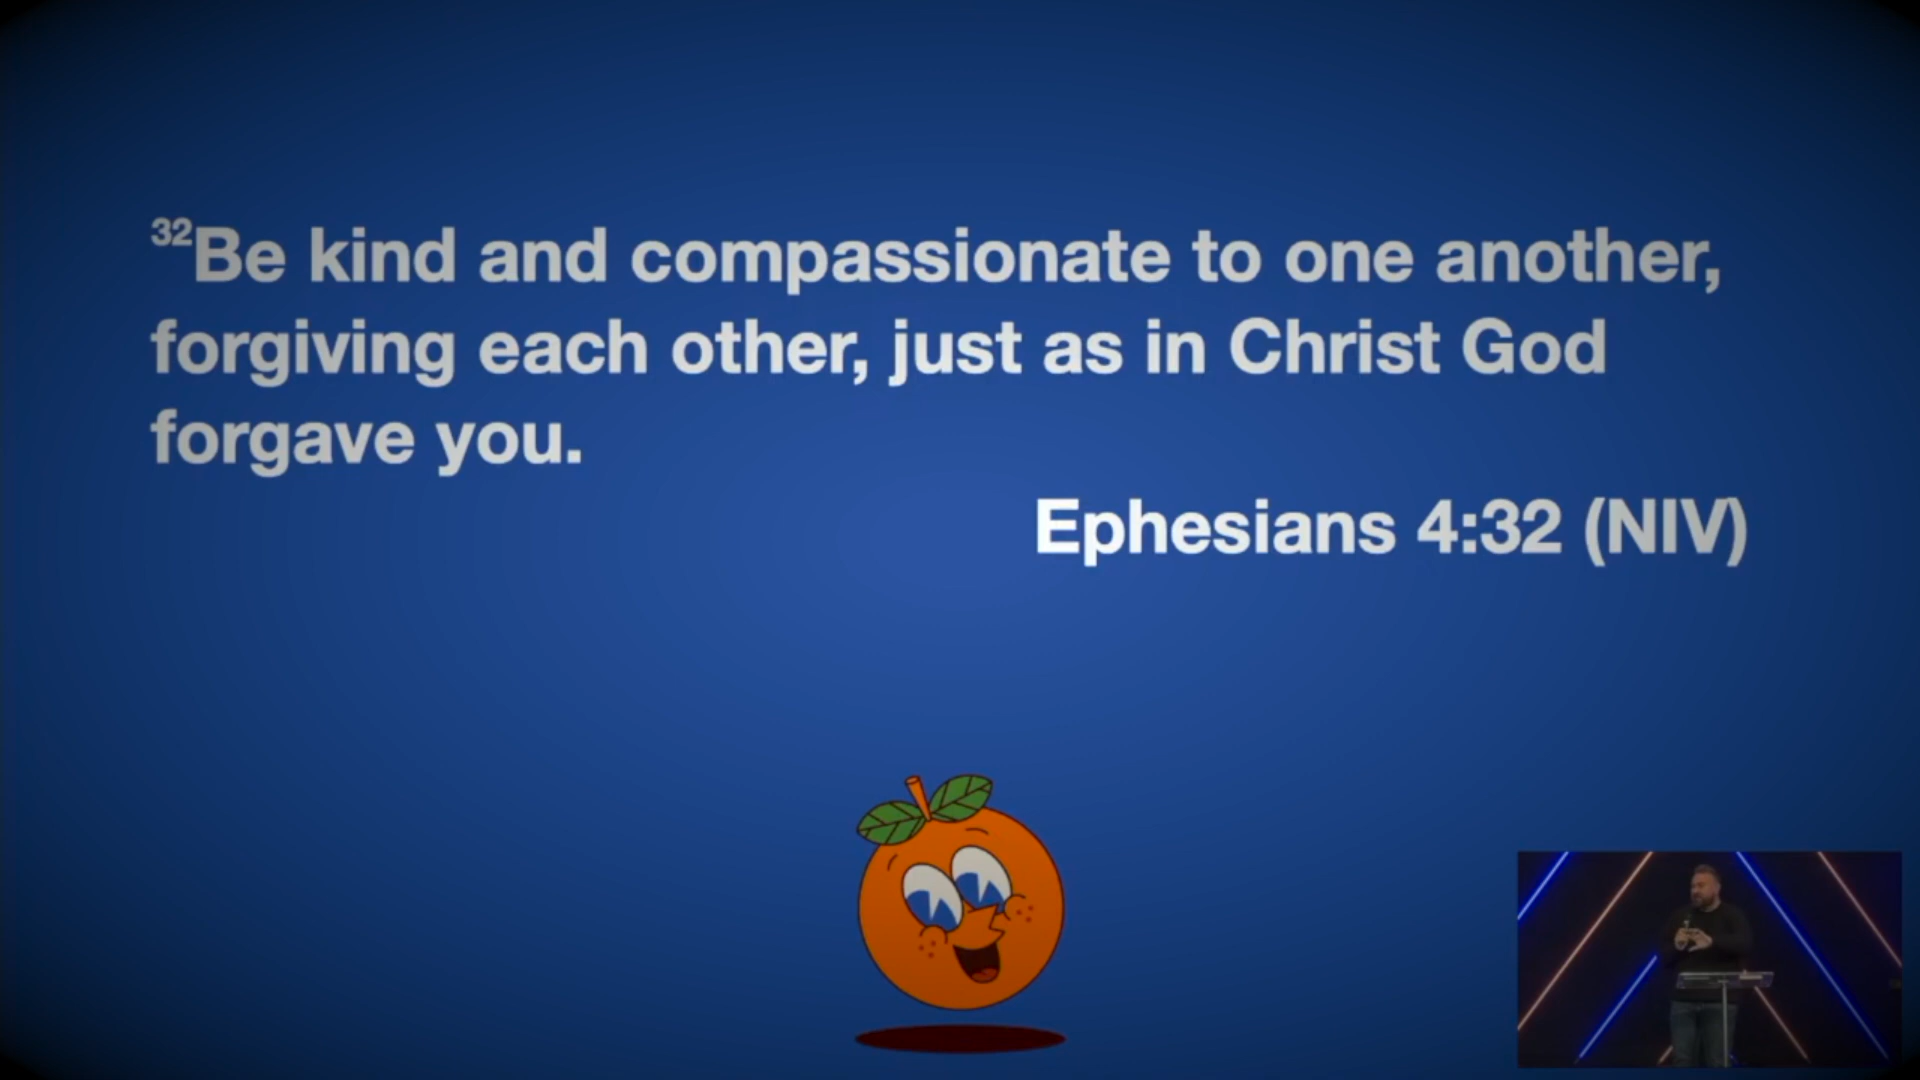 32Be kind and compassionate to one another,
forgiving each other, just as in Christ God
forgave you.
Ephesians 4:32 (NIV)